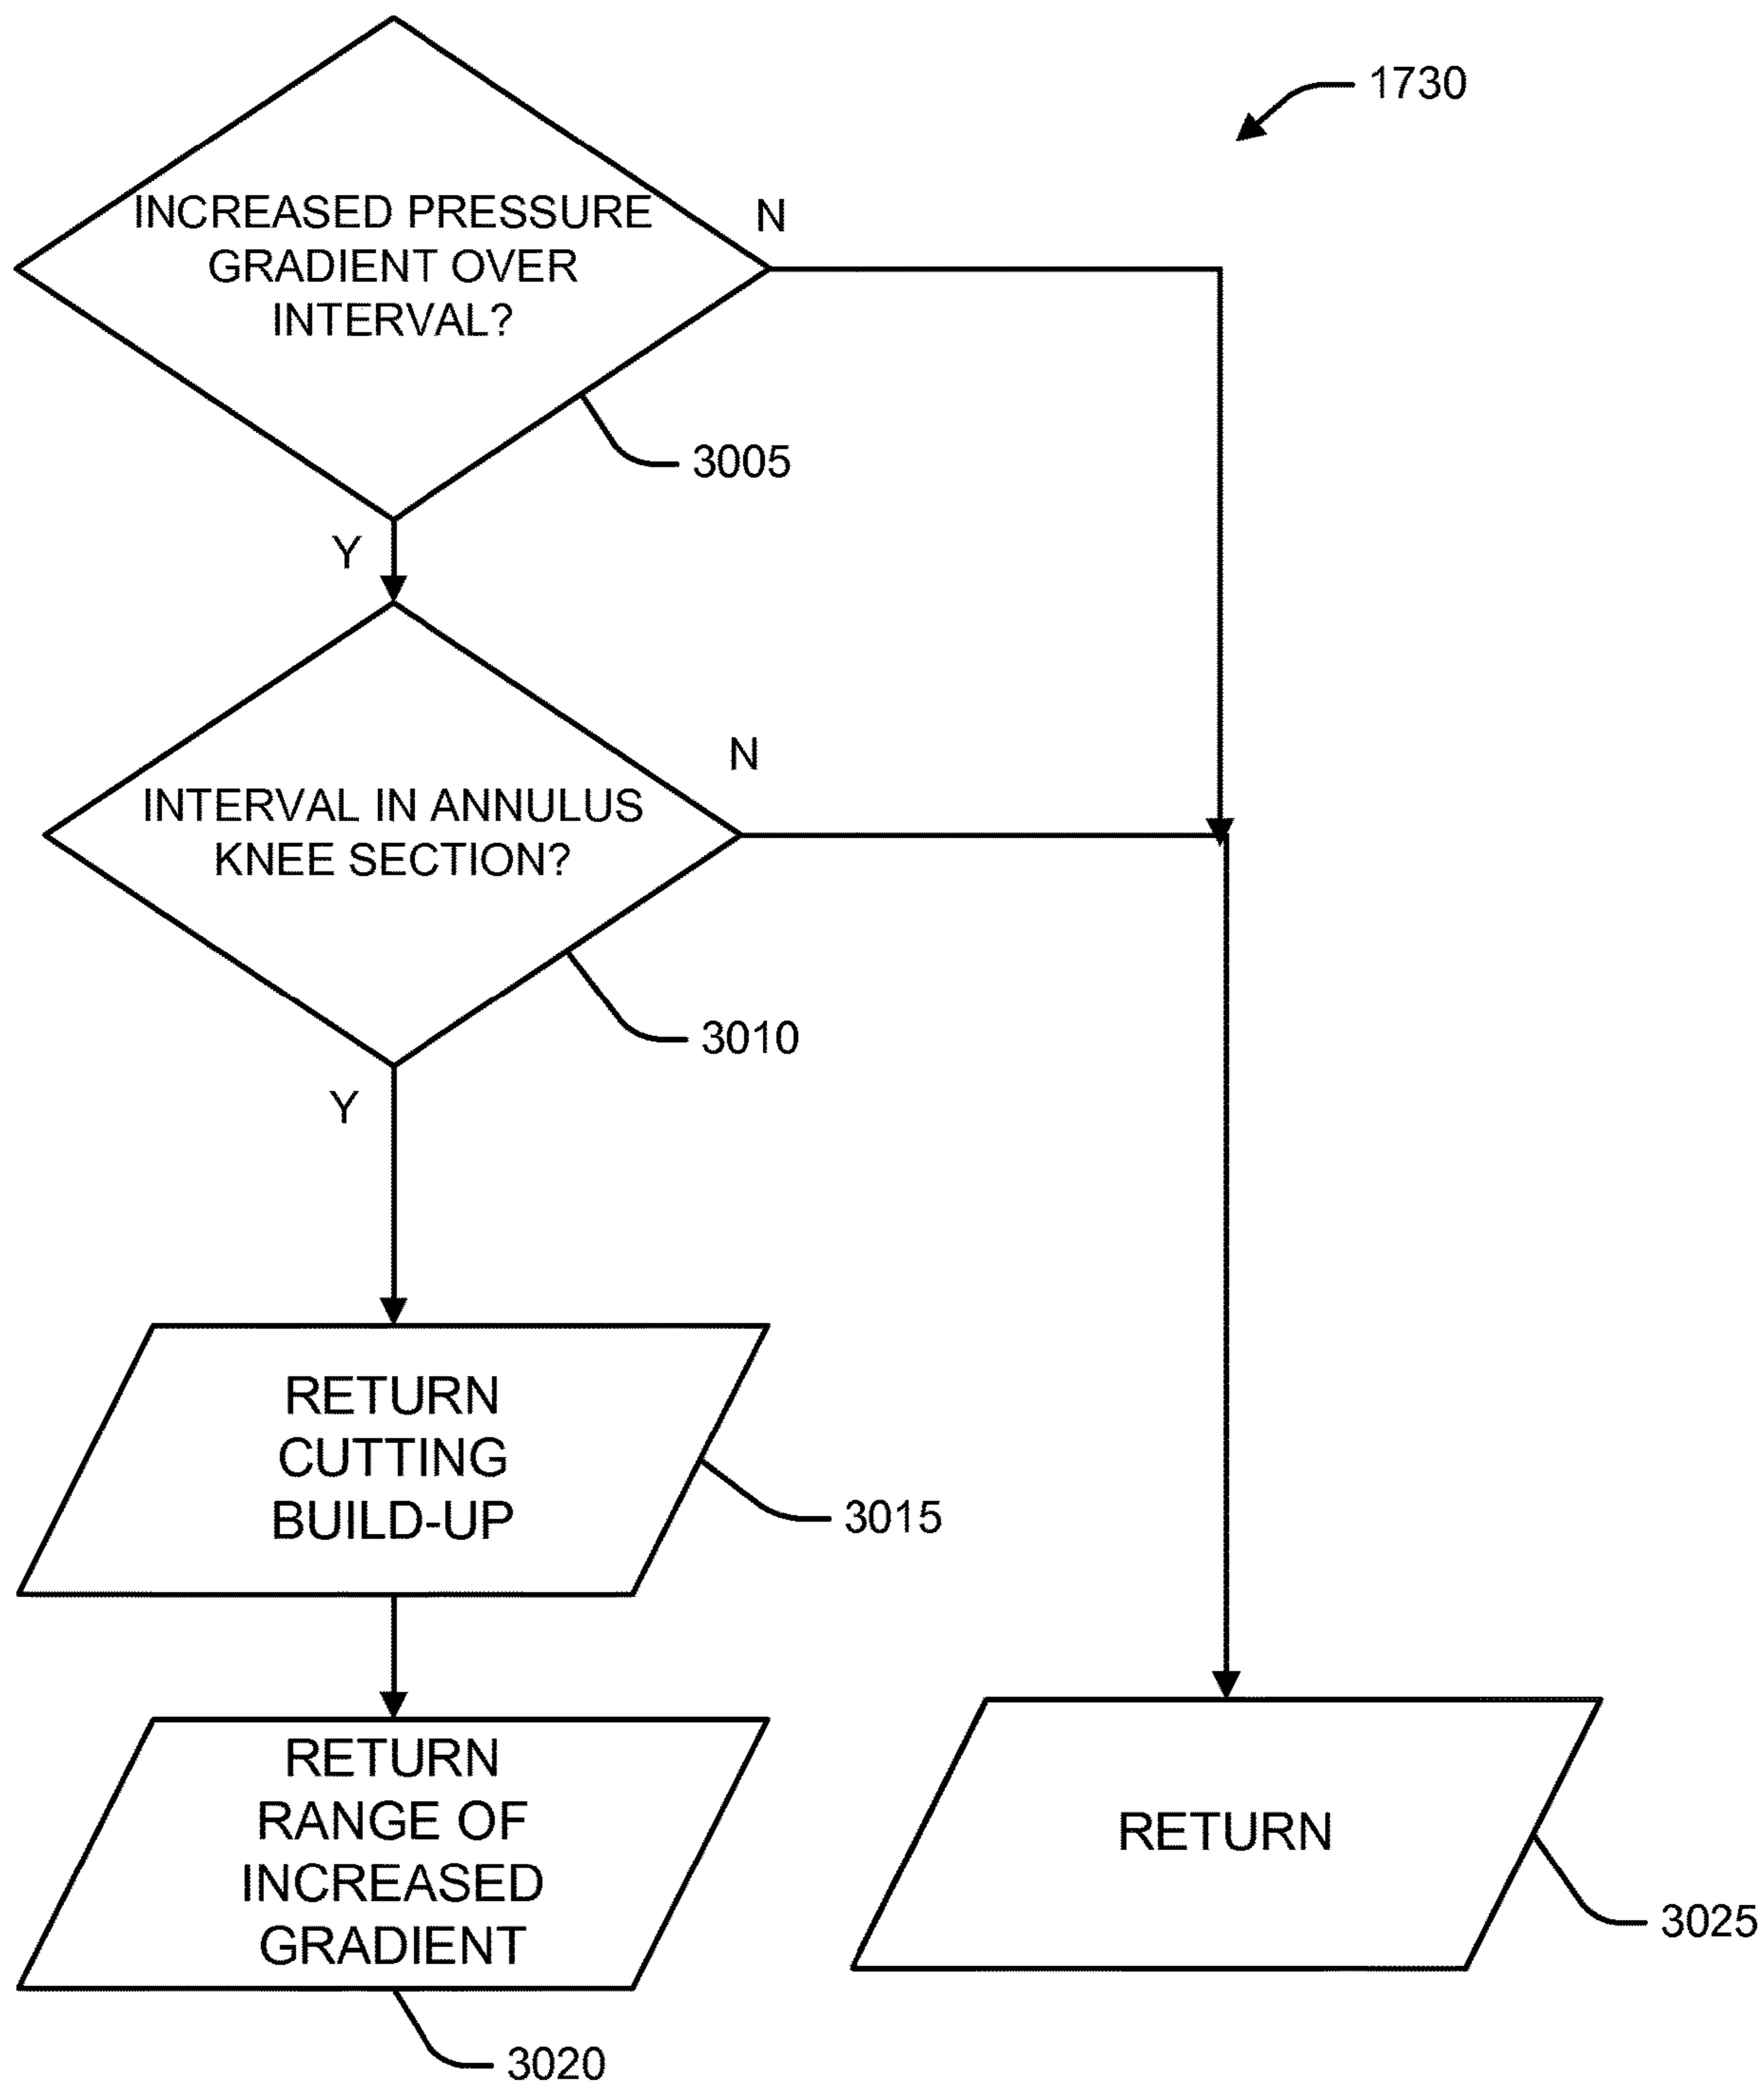 1730
INCREASED PRESSURE
GRADIENT OVER
INTERVAL?
N
3005
Y
INTERVAL IN ANNULUS
KNEE SECTION?
N
3010
Y
RETURN
CUTTING
BUILD-UP
3015
RETURN
RANGE OF
INCREASED
GRADIENT
3020
RETURN
3025